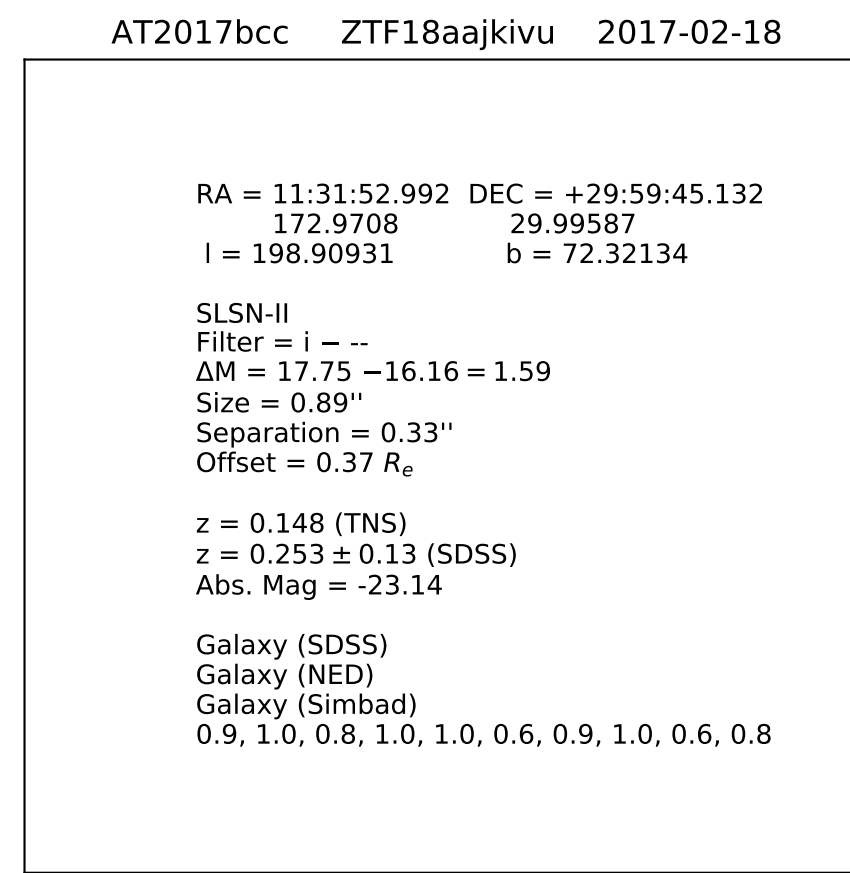 AT2017bcc ZTF18aajkivu 2017-02-18
RA = 11:31:52.992 DEC = +29:59:45.132
172.9708 29.99587
l = 198.90931 b = 72.32134
SLSN-II
Filter = i − --
ΔM = 17.75 −16.16 = 1.59
Size = 0.89''
Separation = 0.33''
Offset = 0.37 Re
z = 0.148 (TNS)
z = 0.253 ± 0.13 (SDSS)
Abs. Mag = -23.14
Galaxy (SDSS)
Galaxy (NED)
Galaxy (Simbad)
0.9, 1.0, 0.8, 1.0, 1.0, 0.6, 0.9, 1.0, 0.6, 0.8